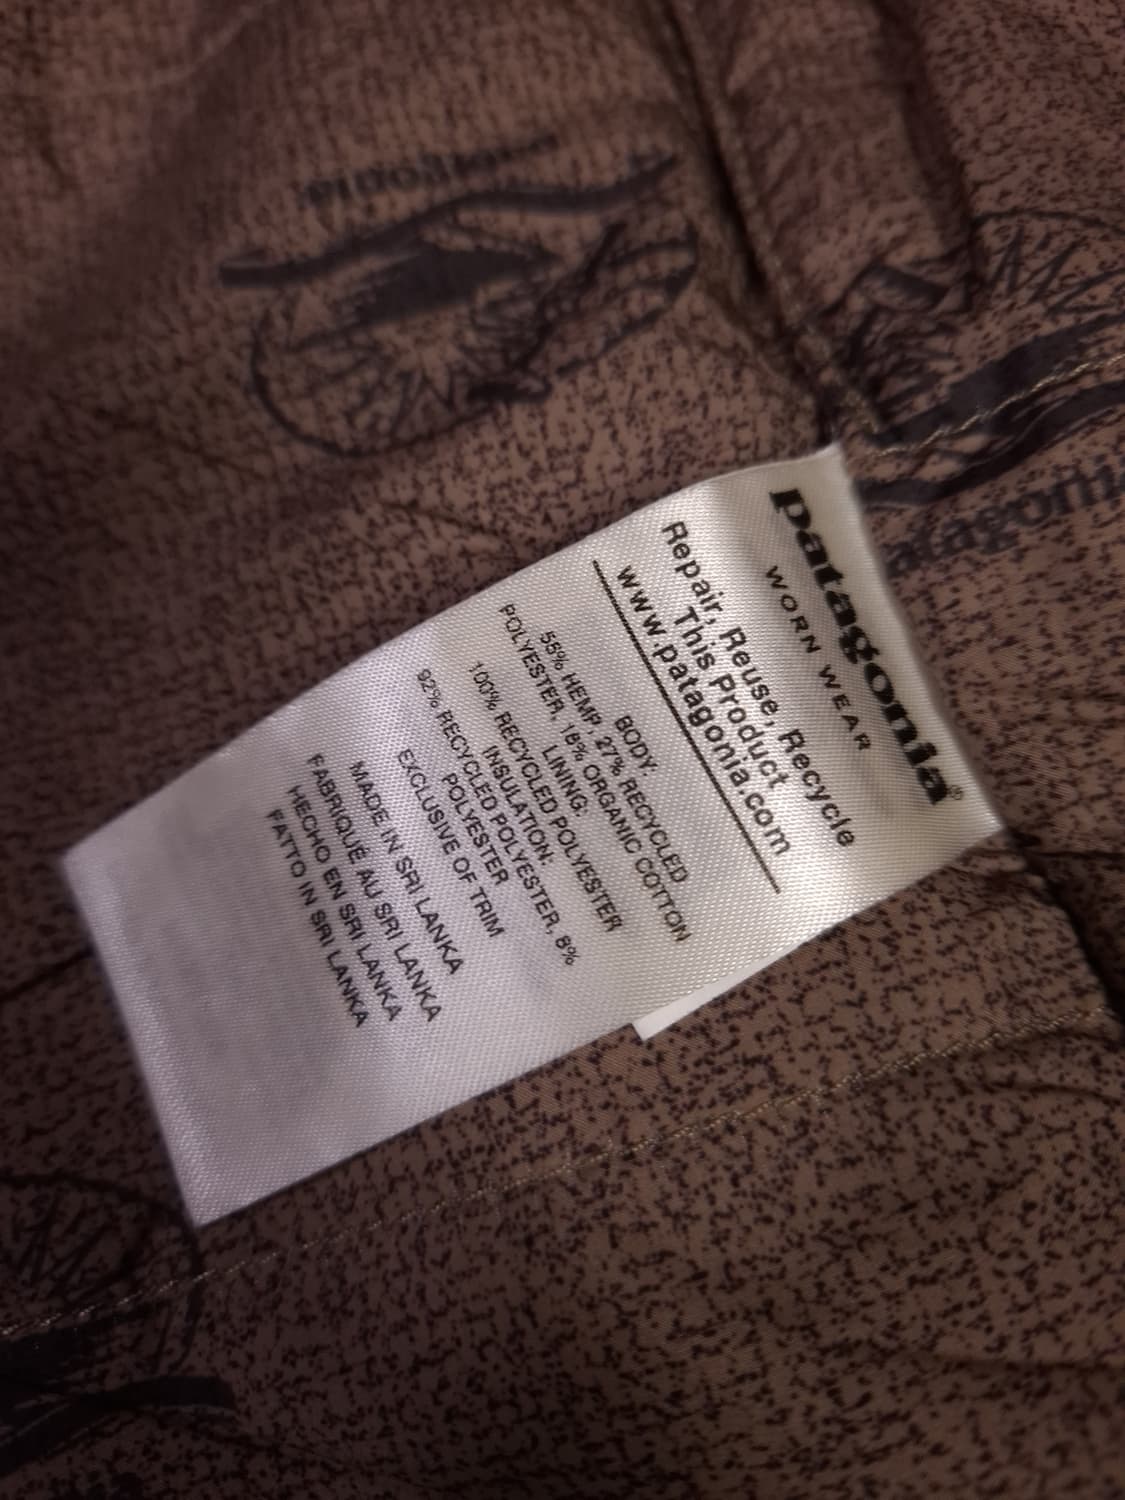 patagonia®
WORN WEAR
Repair, Reuse, Recycle
This Product
www.patagonia.com
BODY:
55% HEMP, 27% RECYCLED
POLYESTER, 18% ORGANIC COTTON
LINING:
100% RECYCLED POLYESTER
INSULATION:
92% RECYCLED POLYESTER, 8%
POLYESTER
EXCLUSIVE OF TRIM
MADE IN SRI LANKA
FABRIQUÉ AU SRI LANKA
HECHO EN SRI LANKA
FATTO IN SRI LANKA
patagonia